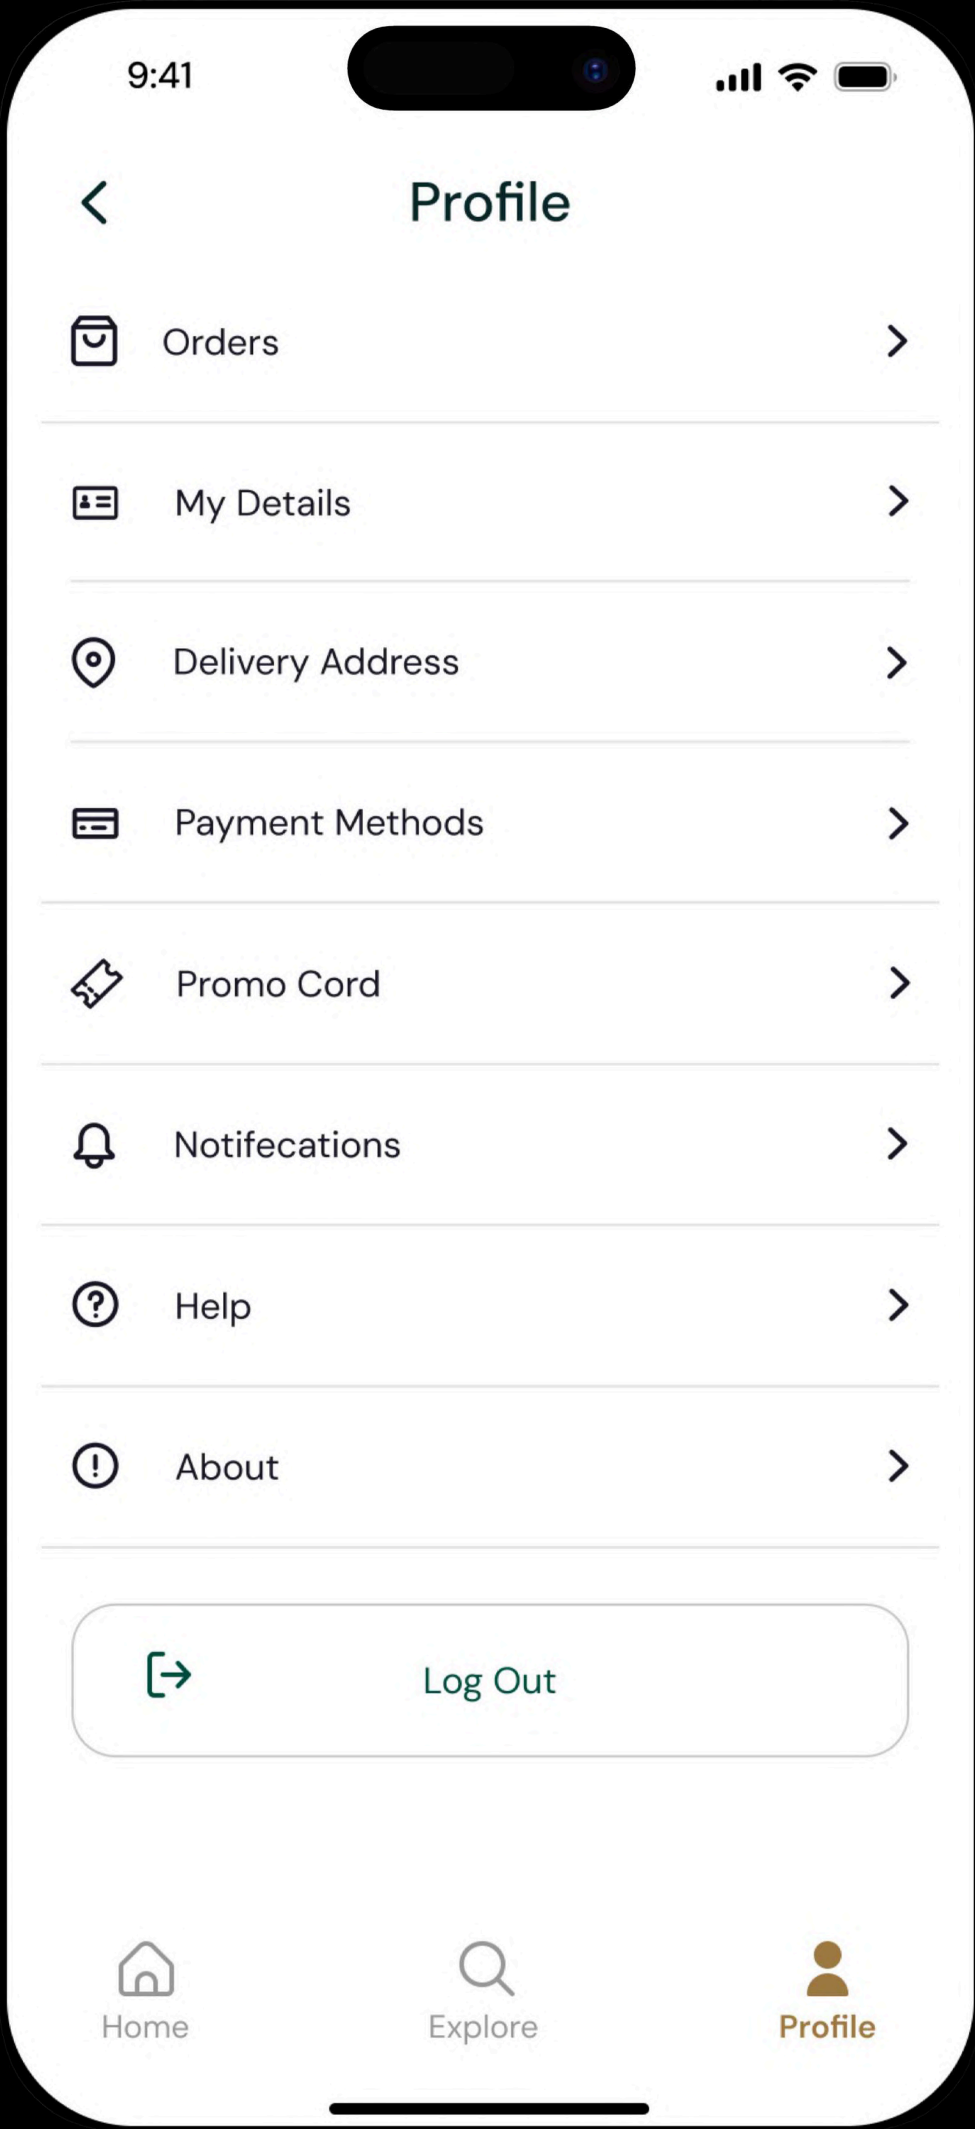 9:41
Profile
Orders
My Details
Delivery Address
Payment Methods
Promo Cord
Notifecations
Help
About
Log Out
Home
Explore
Profile